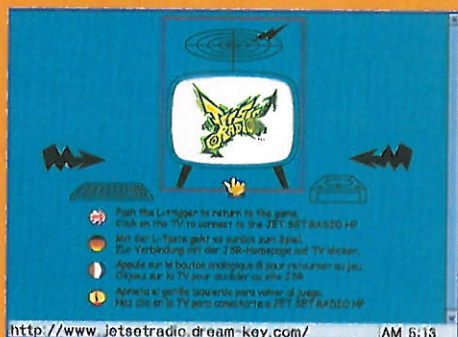 JET SET RADIO
Push the L-trigger to return to the game.
Click on the TV to connect to the JET SET RADIO HP
Mit der L-Taste geht es zurück zum Spiel.
Zur Verbindung mit der JSR-Homepage auf TV klicken.
Appuie sur le bouton analogique G pour retourner au jeu.
Cliquez sur la TV pour accéder au site JSR.
Aprieta el gatillo izquierdo para volver al juego.
Haz clic en la TV para conectarte a JET SET RADIO HP
http://www.jetsetradio.dream-key.com/ AM 6:13